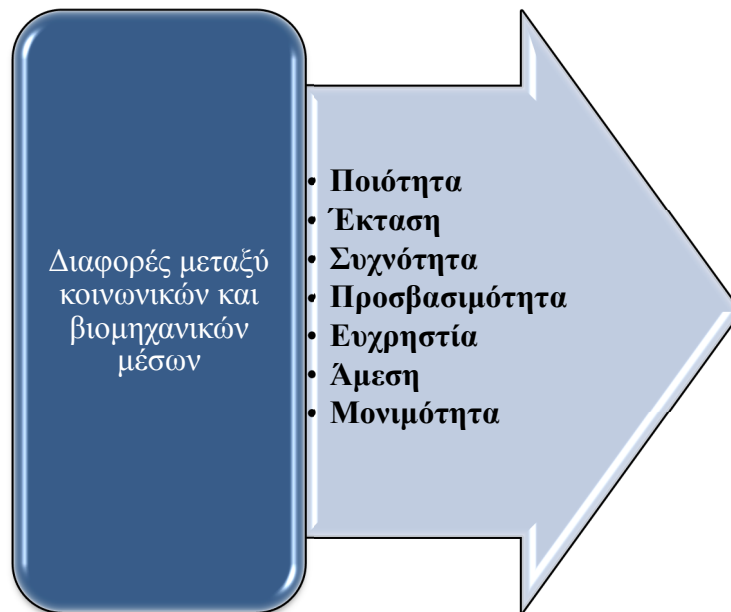 Διαφορές μεταξύ
κοινωνικών και
βιομηχανικών
μέσων
• Ποιότητα
• Έκταση
• Συχνότητα
• Προσβασιμότητα
• Ευχρηστία
• Άμεση
• Μονιμότητα